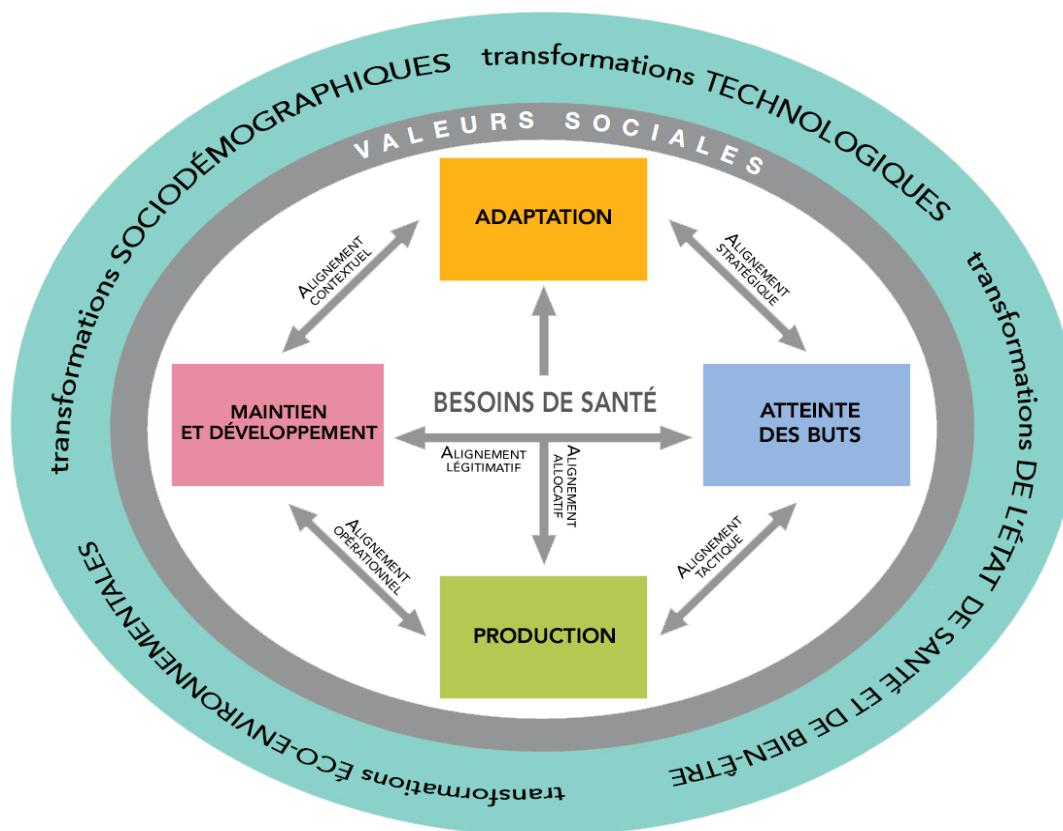 transformations SOCIODÉMOGRAPHIQUES
transformations TECHNOLOGIQUES
transformations DE L'ÉTAT DE SANTÉ ET DE BIEN-ÊTRE
transformations ÉCO-ENVIRONNEMENTALES
VALEURS SOCIALES
ADAPTATION
ALIGNEMENT
CONTEXTUEL
ALIGNEMENT
STRATÉGIQUE
MAINTIEN
ET DÉVELOPPEMENT
BESOINS DE SANTÉ
ATTEINTE
DES BUTS
ALIGNEMENT
LÉGITIMATIF
ALIGNEMENT
ALLOCATIF
ALIGNEMENT
OPÉRATIONNEL
ALIGNEMENT
TACTIQUE
PRODUCTION